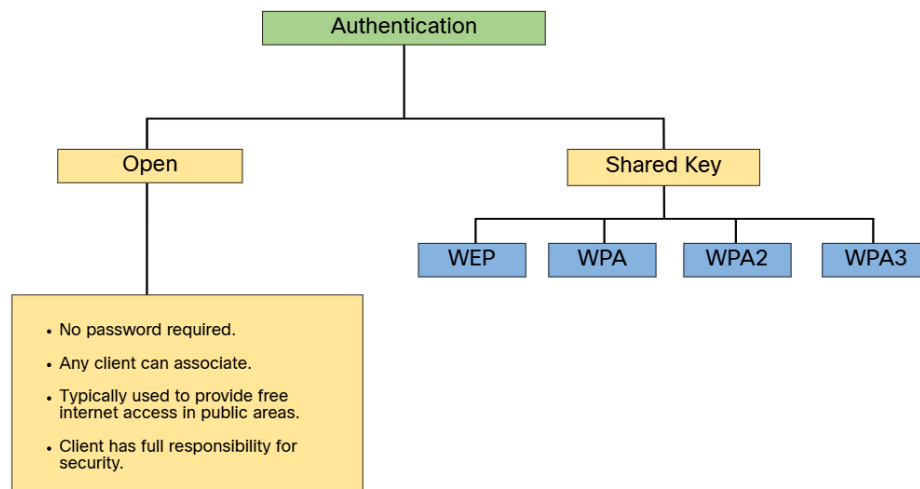 Authentication
Open
Shared Key
WEP
WPA
WPA2
WPA3
• No password required.
• Any client can associate.
• Typically used to provide free
internet access in public areas.
• Client has full responsibility for
security.